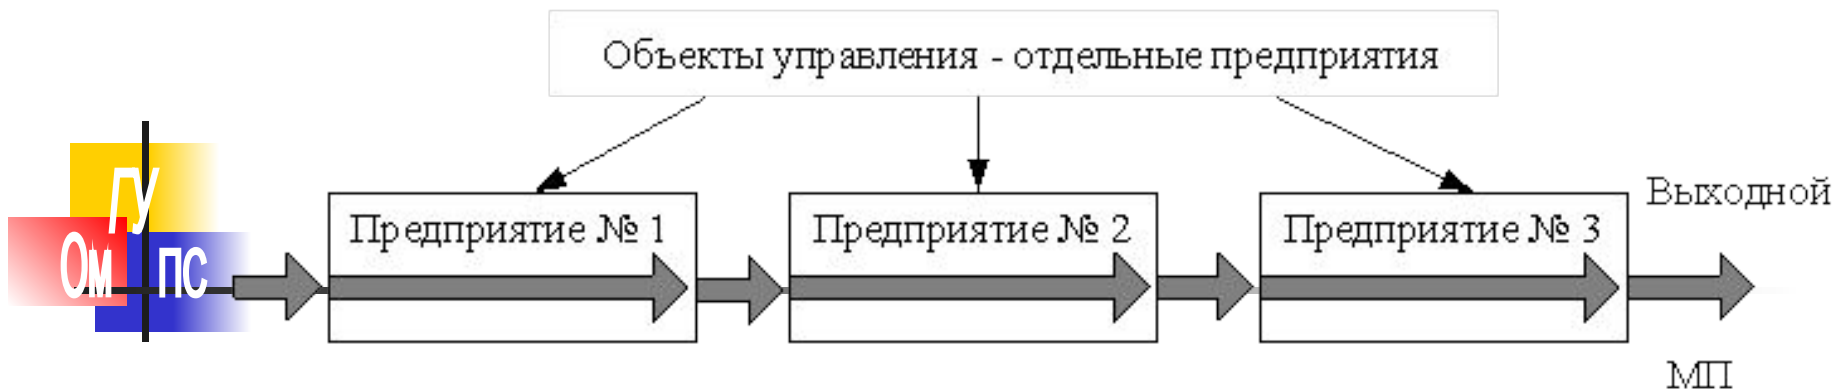 Объекты управления - отдельные предприятия
ГУ
Ом ПС
Предприятие № 1
Предприятие № 2
Предприятие № 3
Выходной
МП